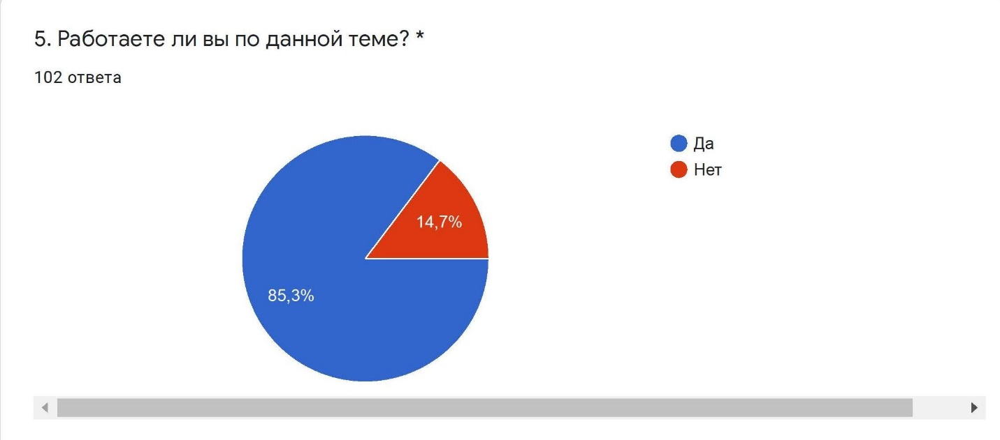 5. Работаете ли вы по данной теме? *
102 ответа
Да
Нет
14,7%
85,3%